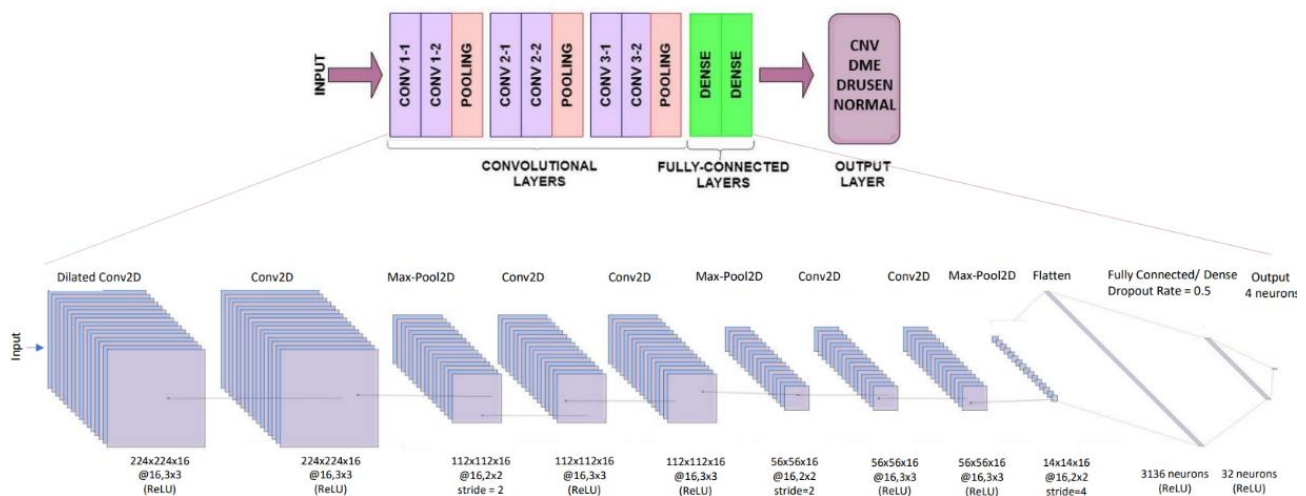 INPUT
CONV 1-1
CONV 1-2
POOLING
CONV 2-1
CONV 2-2
POOLING
CONV 3-1
CONV 3-2
POOLING
DENSE
DENSE
CNV
DME
DRUSEN
NORMAL
CONVOLUTIONAL
LAYERS
FULLY-CONNECTED
LAYERS
OUTPUT
LAYER
Dilated Conv2D
Conv2D
Max-Pool2D
Conv2D
Conv2D
Max-Pool2D
Conv2D
Conv2D
Max-Pool2D
Flatten
Fully Connected/ Dense
Dropout Rate = 0.5
Output
4 neurons
Input
224x224x16
@16,3x3
(ReLU)
224x224x16
@16,3x3
(ReLU)
112x112x16
@16,2x2
stride = 2
112x112x16
@16,3x3
(ReLU)
112x112x16
@16,3x3
(ReLU)
56x56x16
@16,2x2
stride=2
56x56x16
@16,3x3
(ReLU)
56x56x16
@16,3x3
(ReLU)
14x14x16
@16,2x2
stride=4
3136 neurons
(ReLU)
32 neurons
(ReLU)